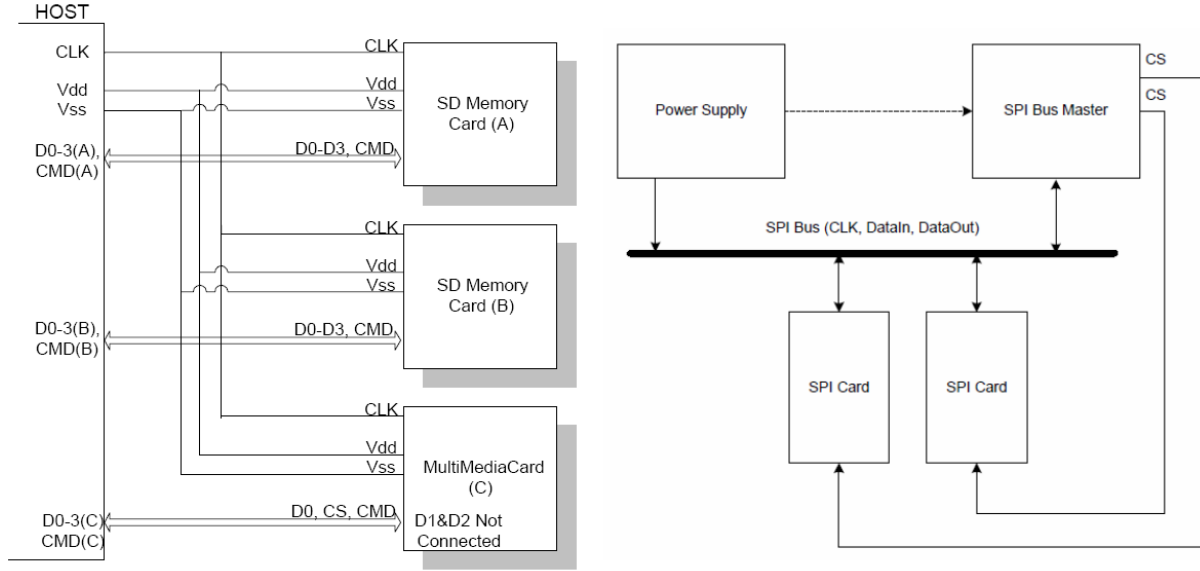 HOST
CLK
Vdd
Vss
D0-3(A),
CMD(A)
D0-3(B),
CMD(B)
D0-3(C)
CMD(C)
CLK
Vdd
Vss
D0-D3, CMD
SD Memory
Card (A)
CLK
Vdd
Vss
D0-D3, CMD
SD Memory
Card (B)
CLK
Vdd
Vss
D0, CS, CMD
MultiMediaCard
(C)
D1&D2 Not
Connected
Power Supply
SPI Bus Master
CS
CS
SPI Bus (CLK, DataIn, DataOut)
SPI Card
SPI Card